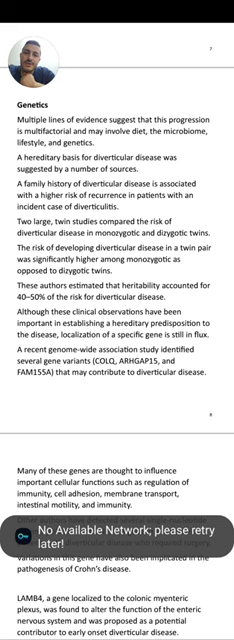 7
Genetics
Multiple lines of evidence suggest that this progression
is multifactorial and may involve diet, the microbiome,
lifestyle, and genetics.
A hereditary basis for diverticular disease was
suggested by a number of sources.
A family history of diverticular disease is associated
with a higher risk of recurrence in patients with an
incident case of diverticulitis.
Two large, twin studies compared the risk of
diverticular disease in monozygotic and dizygotic twins.
The risk of developing diverticular disease in a twin pair
was significantly higher among monozygotic as
opposed to dizygotic twins.
These authors estimated that heritability accounted for
40–50% of the risk for diverticular disease.
Although these clinical observations have been
important in establishing a hereditary predisposition to
the disease, localization of a specific gene is still in flux.
A recent genome-wide association study identified
several gene variants (COLQ, ARHGAP15, and
FAM155A) that may contribute to diverticular disease.
8
Many of these genes are thought to influence
important cellular functions such as regulation of
immunity, cell adhesion, membrane transport,
intestinal motility, and immunity.
No Available Network; please retry
later!
variations in this gene have also been implicated in the
pathogenesis of Crohn's disease.
LAMB4, a gene localized to the colonic myenteric
plexus, was found to alter the function of the enteric
nervous system and was proposed as a potential
contributor to early onset diverticular disease.